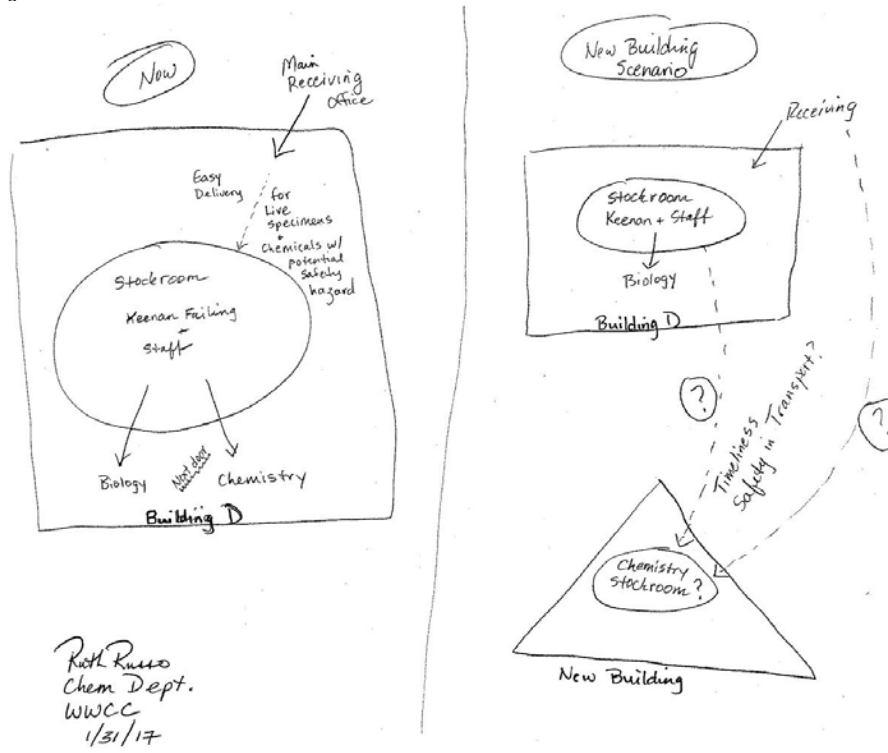 Now
Main
Receiving
office
Easy
Delivery
for
Live
specimens
+
Chemicals w/
potential
safety
hazard
Stockroom
Keenan Failing
+
Staff
Biology
Next door
Chemistry
Building D
Ruth Russo
Chem Dept.
WWCC
1/31/17
New Building
Scenario
Receiving
Stockroom
Keenan + Staff
Biology
Building D
?
Timeliness
Safety in Transport?
?
Chemistry
Stockroom?
New Building